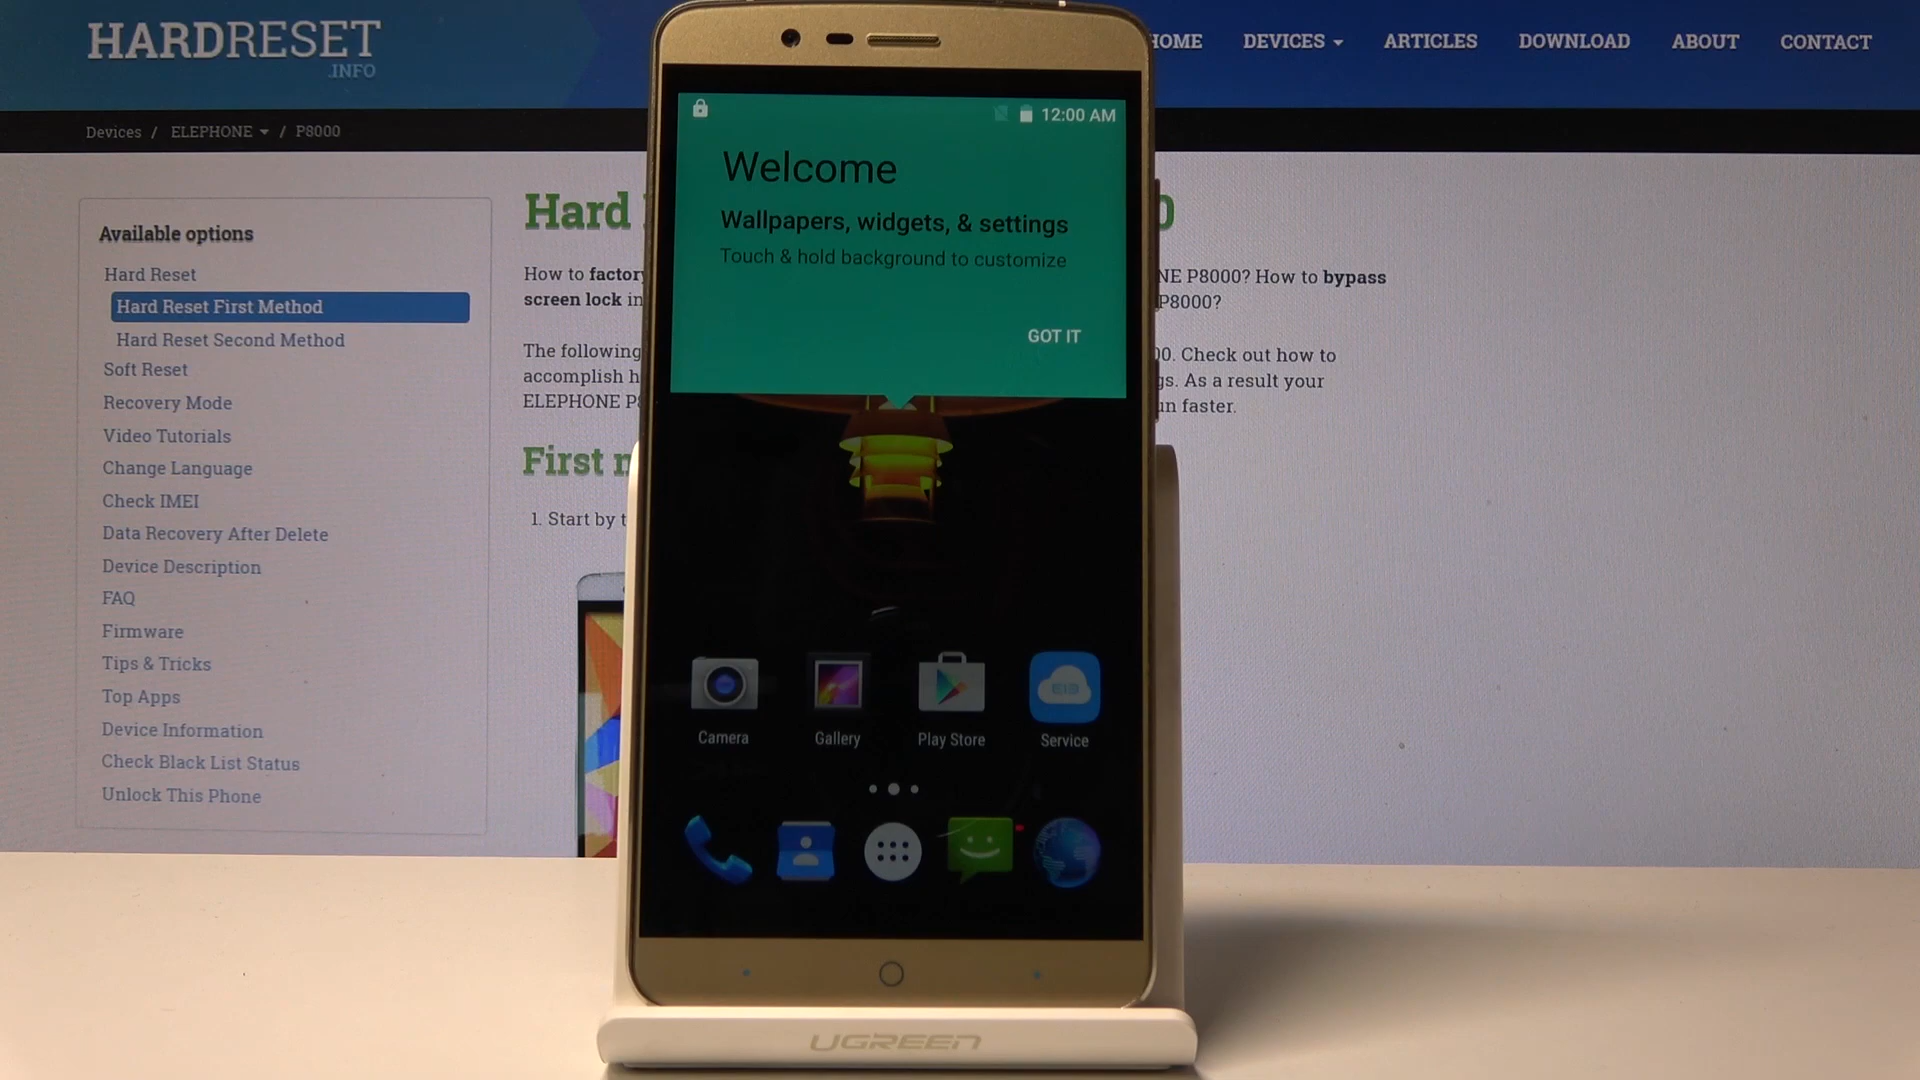 HARDRESET
.INFO
HOME DEVICES ARTICLES DOWNLOAD ABOUT CONTACT
Devices / ELEPHONE / P8000
Available options
Hard Reset
Hard Reset First Method
Hard Reset Second Method
Soft Reset
Recovery Mode
Video Tutorials
Change Language
Check IMEI
Data Recovery After Delete
Device Description
FAQ
Firmware
Tips & Tricks
Top Apps
Device Information
Check Black List Status
Unlock This Phone
Hard
How to factory
NE P8000? How to bypass
screen lock in
P8000?
The following
00. Check out how to
accomplish h
gs. As a result your
ELEPHONE P8
un faster.
First
1. Start by t
12:00 AM
Welcome
Wallpapers, widgets, & settings
Touch & hold background to customize
GOT IT
Camera
Gallery
Play Store
Service
UGREEN